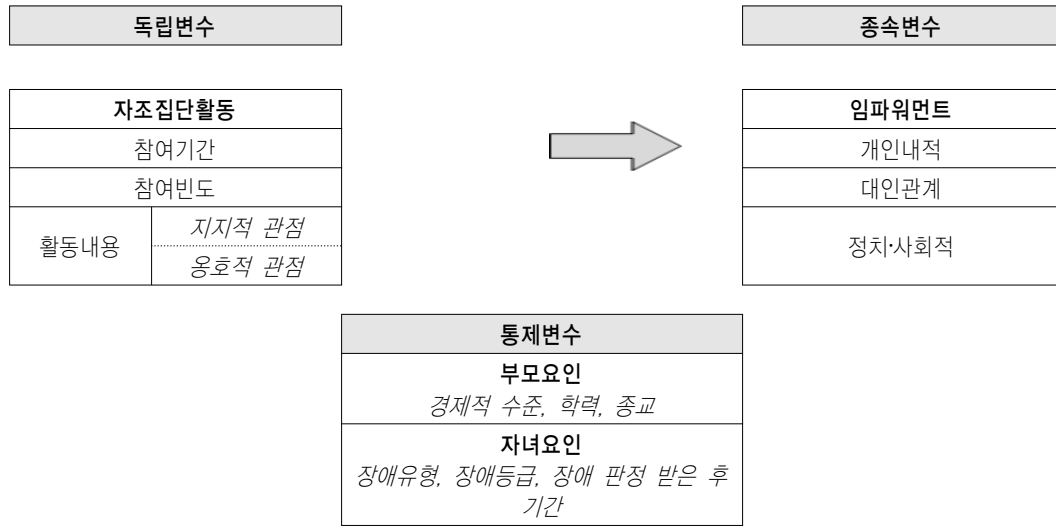 독립변수
종속변수
자조집단활동
참여기간
참여빈도
활동내용
지지적 관점
옹호적 관점
임파워먼트
개인내적
대인관계
정치·사회적
통제변수
부모요인
경제적 수준, 학력, 종교
자녀요인
장애유형, 장애등급, 장애 판정 받은 후
기간